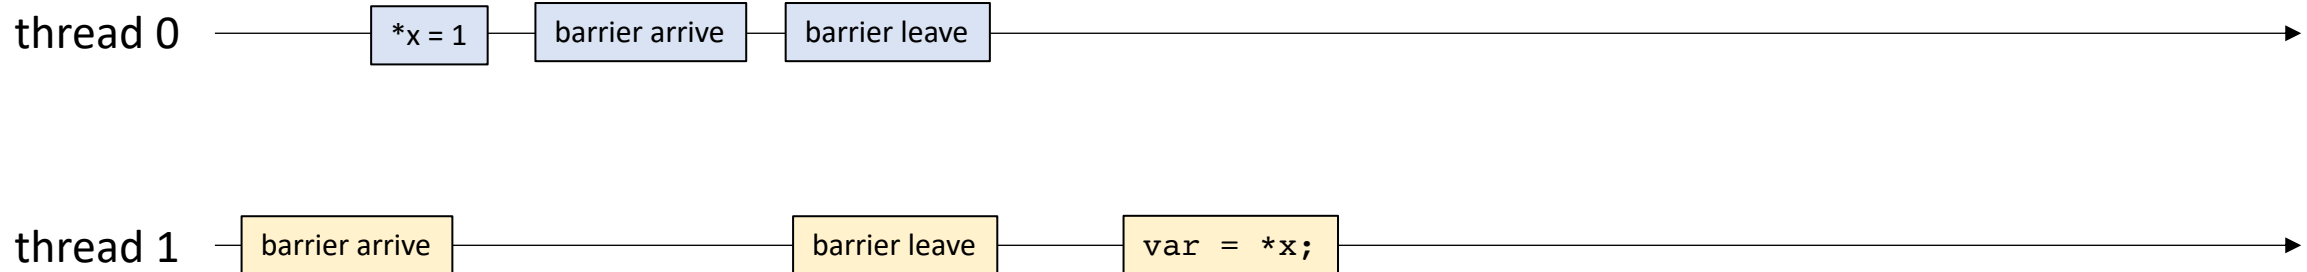 thread 0 *x = 1 barrier arrive barrier leave
thread 1 barrier arrive barrier leave var = *x;